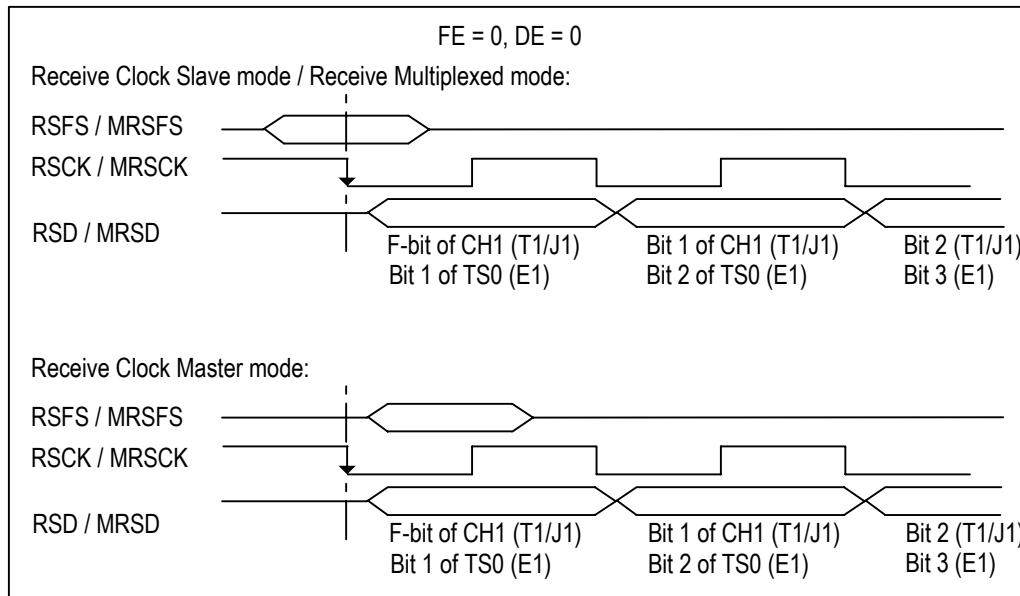 FE = 0, DE = 0
Receive Clock Slave mode / Receive Multiplexed mode:
RSFS / MRSFS
RSCK / MRSCK
RSD / MRSD
F-bit of CH1 (T1/J1) Bit 1 of CH1 (T1/J1) Bit 2 (T1/J1)
Bit 1 of TS0 (E1) Bit 2 of TS0 (E1) Bit 3 (E1)
Receive Clock Master mode:
RSFS / MRSFS
RSCK / MRSCK
RSD / MRSD
F-bit of CH1 (T1/J1) Bit 1 of CH1 (T1/J1) Bit 2 (T1/J1)
Bit 1 of TS0 (E1) Bit 2 of TS0 (E1) Bit 3 (E1)